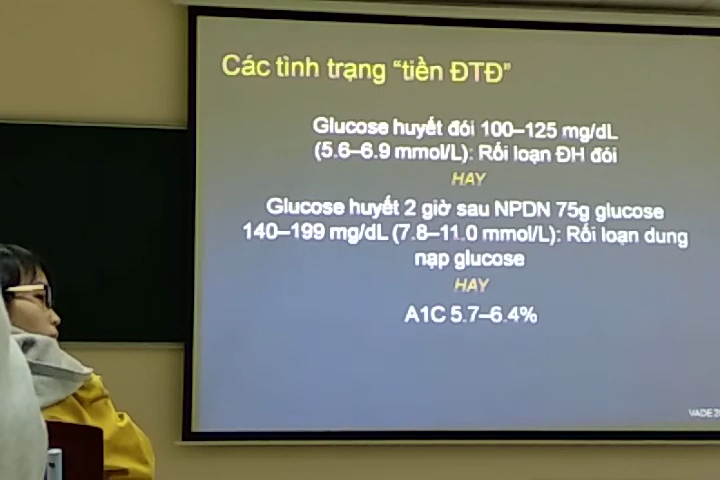 Các tình trạng “tiền ĐTĐ”
Glucose huyết đói 100–125 mg/dL
(5.6–6.9 mmol/L): Rối loạn ĐH đói
HAY
Glucose huyết 2 giờ sau NPDN 75g glucose
140–199 mg/dL (7.8–11.0 mmol/L): Rối loạn dung
nạp glucose
HAY
A1C 5.7–6.4%
VADE